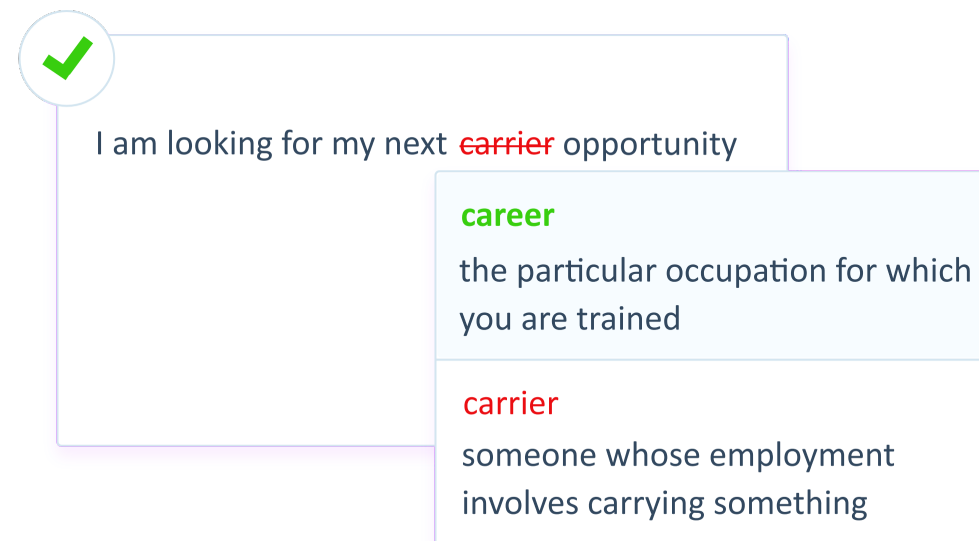 I am looking for my next carrier opportunity
career
the particular occupation for which
you are trained
carrier
someone whose employment
involves carrying something